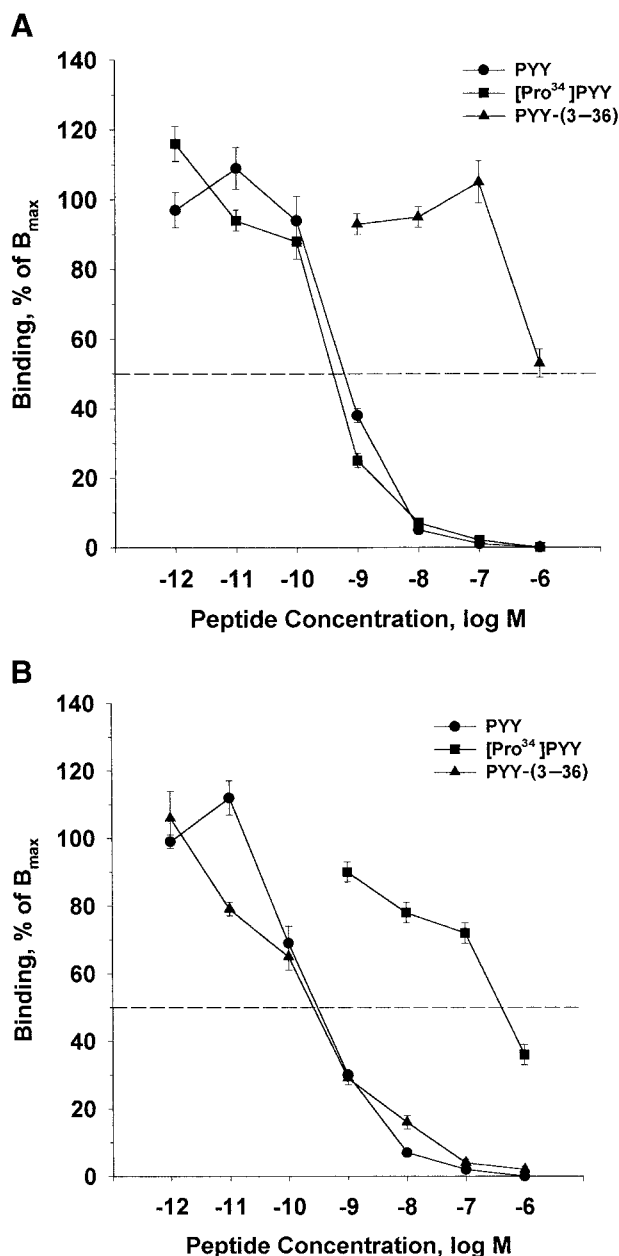 A
140
120
100
80
60
40
20
0
Binding, % of Bmax
PYY
[Pro34]PYY
PYY-(3–36)
-12 -11 -10 -9 -8 -7 -6
Peptide Concentration, log M
B
140
120
100
80
60
40
20
0
Binding, % of Bmax
PYY
[Pro34]PYY
PYY-(3–36)
-12 -11 -10 -9 -8 -7 -6
Peptide Concentration, log M